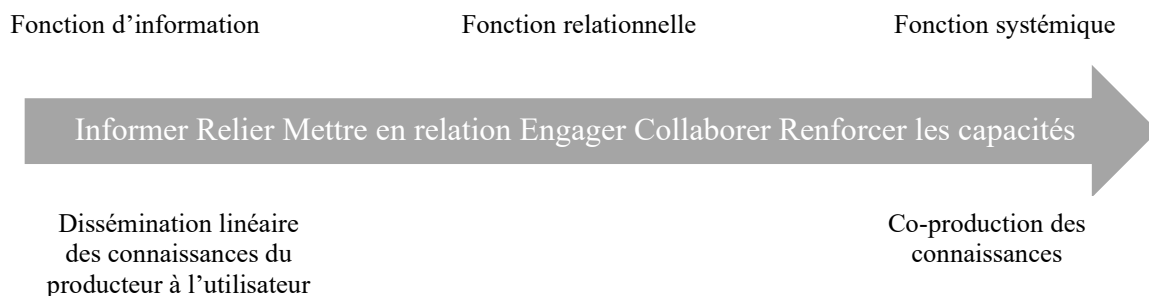 Fonction d’information
Fonction relationnelle
Fonction systémique
Informer Relier Mettre en relation Engager Collaborer Renforcer les capacités
Dissémination linéaire
des connaissances du
producteur à l’utilisateur
Co-production des
connaissances